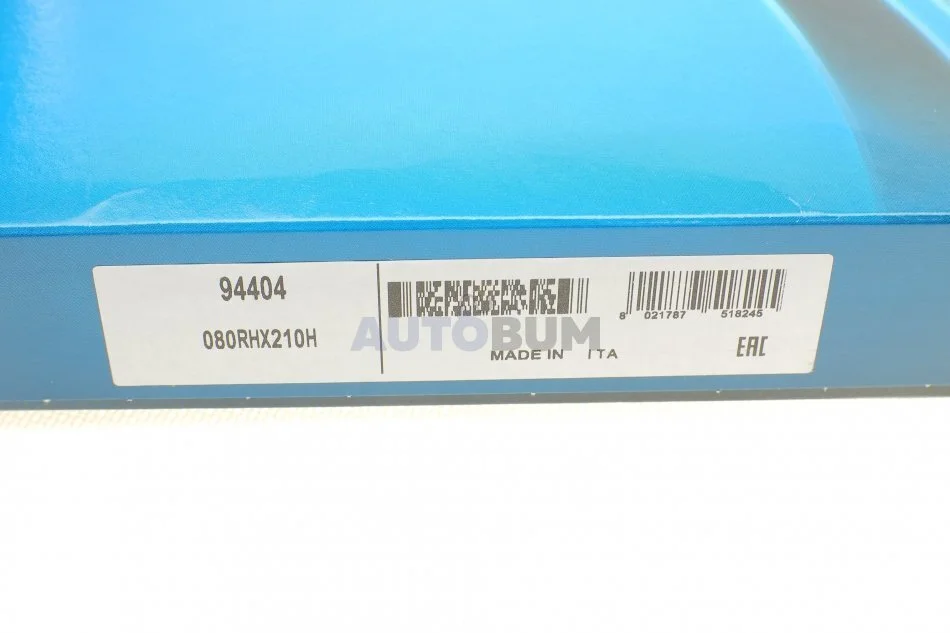 94404
080RHX210H
8 021787 518245
AUTOBUM
MADE IN ITA
EAC